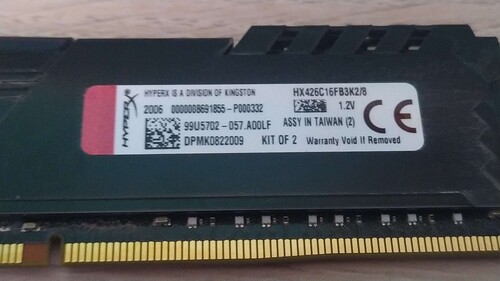 HYPERX
HYPERX IS A DIVISION OF KINGSTON
HX426C16FB3K2/8
2006 0000008691855-P000332
1.2V
99U5702-057.A00LF
ASSY IN TAIWAN (2)
CE
DPMK0822009
KIT OF 2
Warranty Void If Removed